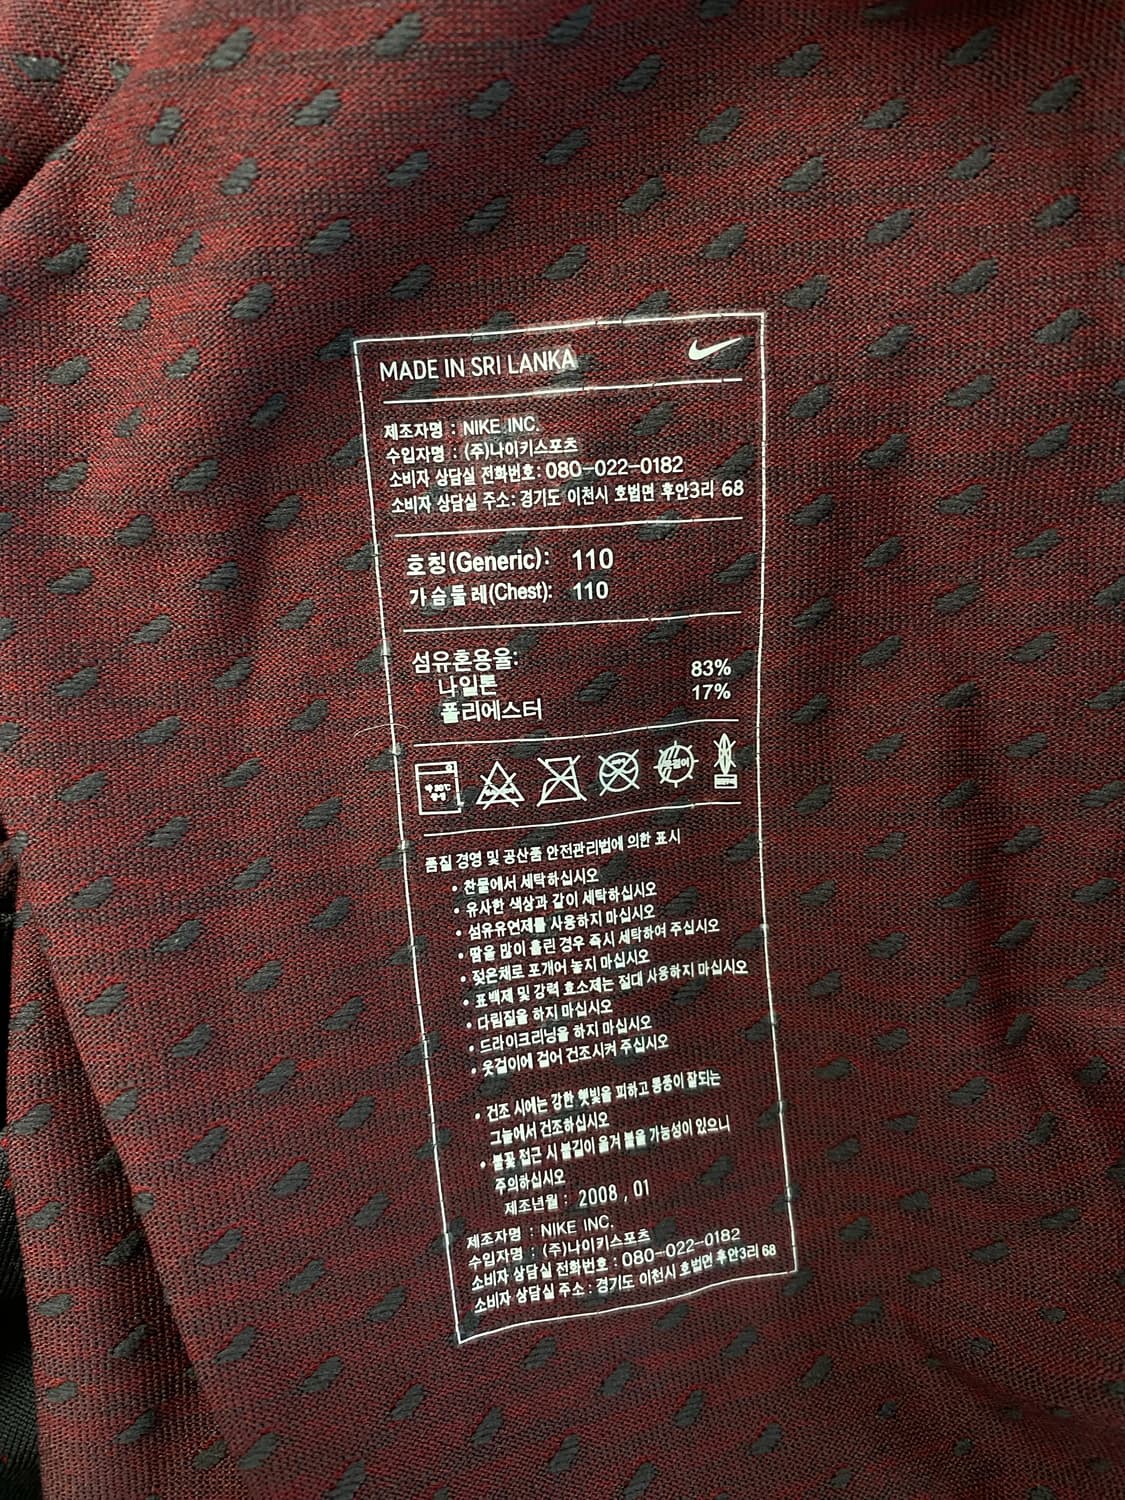 MADE IN SRI LANKA
제조자명 : NIKE INC.
수입자명 : (주)나이키스포츠
소비자 상담실 전화번호: 080-022-0182
소비자 상담실 주소: 경기도 이천시 호법면 후안3리 68
호칭(Generic): 110
가슴둘레(Chest): 110
섬유혼용율:
나일론 83%
폴리에스터 17%
약 30℃
중성
옷걸이
품질 경영 및 공산품 안전관리법에 의한 표시
• 찬물에서 세탁하십시오
• 유사한 색상과 같이 세탁하십시오
• 섬유유연제를 사용하지 마십시오
• 땀을 많이 흘린 경우 즉시 세탁하여 주십시오
• 젖은채로 포개어 놓지 마십시오
• 표백제 및 강력 효소제는 절대 사용하지 마십시오
• 다림질을 하지 마십시오
• 드라이크리닝을 하지 마십시오
• 옷걸이에 걸어 건조시켜 주십시오
• 건조 시에는 강한 햇빛을 피하고 통풍이 잘되는
그늘에서 건조하십시오
• 불꽃 접근 시 불길이 옮겨 붙을 가능성이 있으니
주의하십시오
제조년월 : 2008 , 01
제조자명 : NIKE INC.
수입자명 : (주)나이키스포츠
소비자 상담실 전화번호 : 080-022-0182
소비자 상담실 주소 : 경기도 이천시 호법면 후안3리 68